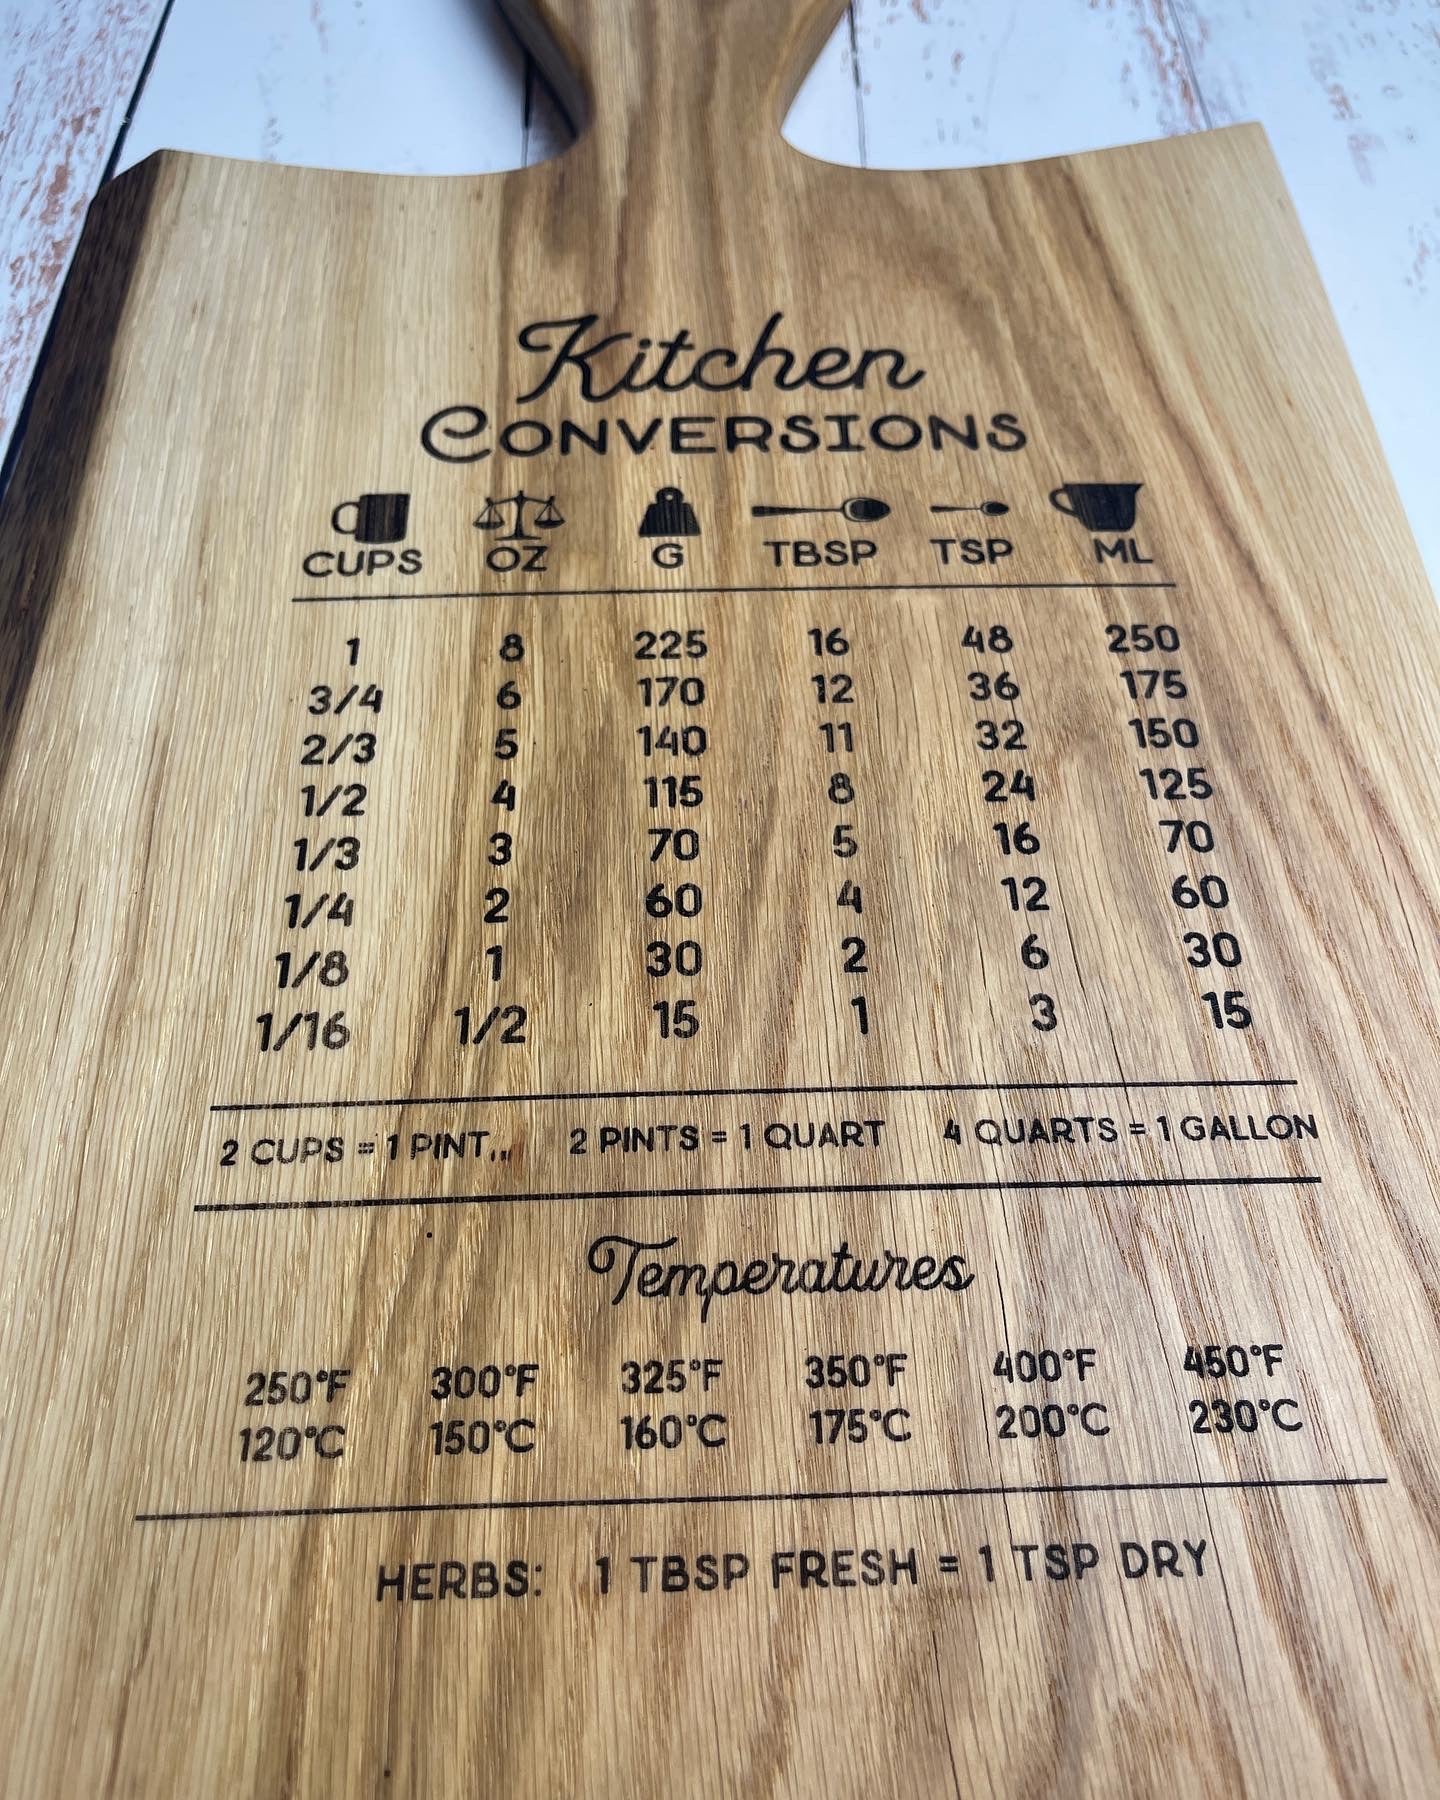 Kitchen
CONVERSIONS
CUPS OZ G TBSP TSP ML
1 8 225 16 48 250
3/4 6 170 12 36 175
2/3 5 140 11 32 150
1/2 4 115 8 24 125
1/3 3 70 5 16 70
1/4 2 60 4 12 60
1/8 1 30 2 6 30
1/16 1/2 15 1 3 15
2 CUPS = 1 PINT... 2 PINTS = 1 QUART 4 QUARTS = 1 GALLON
Temperatures
250°F 300°F 325°F 350°F 400°F 450°F
120°C 150°C 160°C 175°C 200°C 230°C
HERBS: 1 TBSP FRESH = 1 TSP DRY